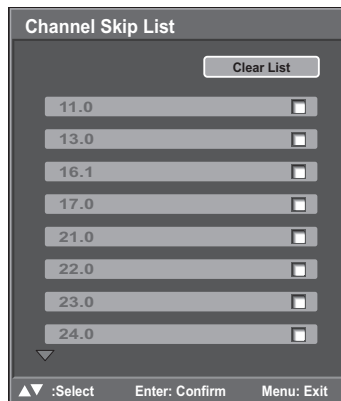 Channel Skip List
Clear List
11.0
13.0
16.1
17.0
21.0
22.0
23.0
24.0
▲▼ :Select Enter: Confirm Menu: Exit